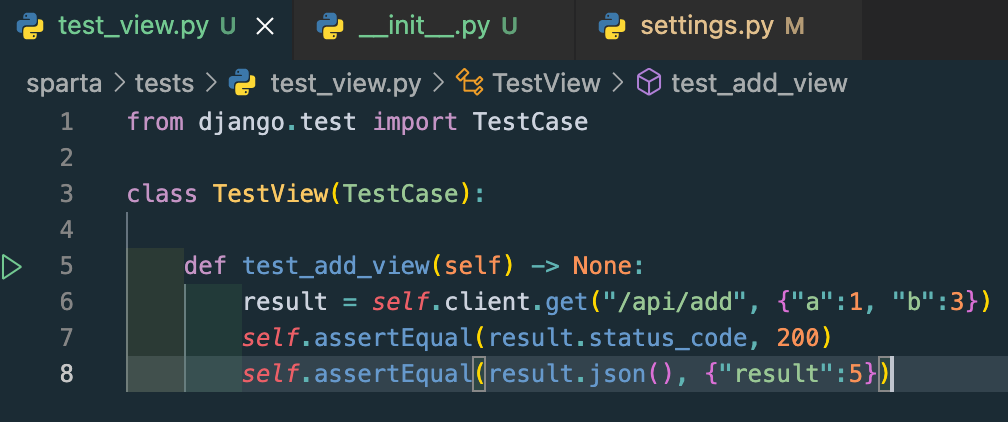 test_view.py U × __init__.py U settings.py M
sparta > tests > test_view.py > TestView > test_add_view
1 from django.test import TestCase
2
3 class TestView(TestCase):
4
5     def test_add_view(self) -> None:
6         result = self.client.get("/api/add", {"a":1, "b":3})
7         self.assertEqual(result.status_code, 200)
8         self.assertEqual(result.json(), {"result":5})